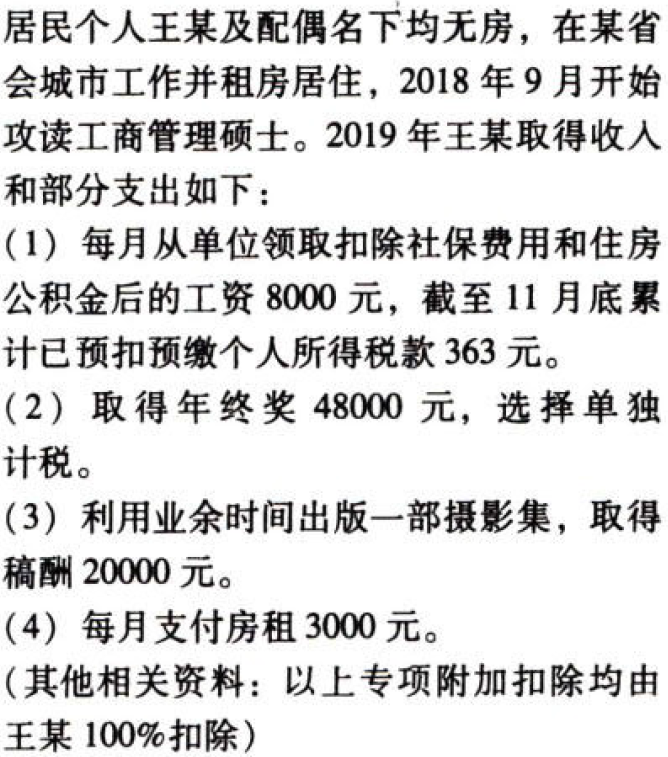 居民个人王某及配偶名下均无房，在某省
会城市工作并租房居住，2018 年 9 月开始
攻读工商管理硕士。2019 年王某取得收入
和部分支出如下：
(1) 每月从单位领取扣除社保费用和住房
公积金后的工资 8000 元，截至 11 月底累
计已预扣预缴个人所得税款 363 元。
(2) 取得年终奖 48000 元，选择单独
计税。
(3) 利用业余时间出版一部摄影集，取得
稿酬 20000 元。
(4) 每月支付房租 3000 元。
(其他相关资料：以上专项附加扣除均由
王某 100%扣除)